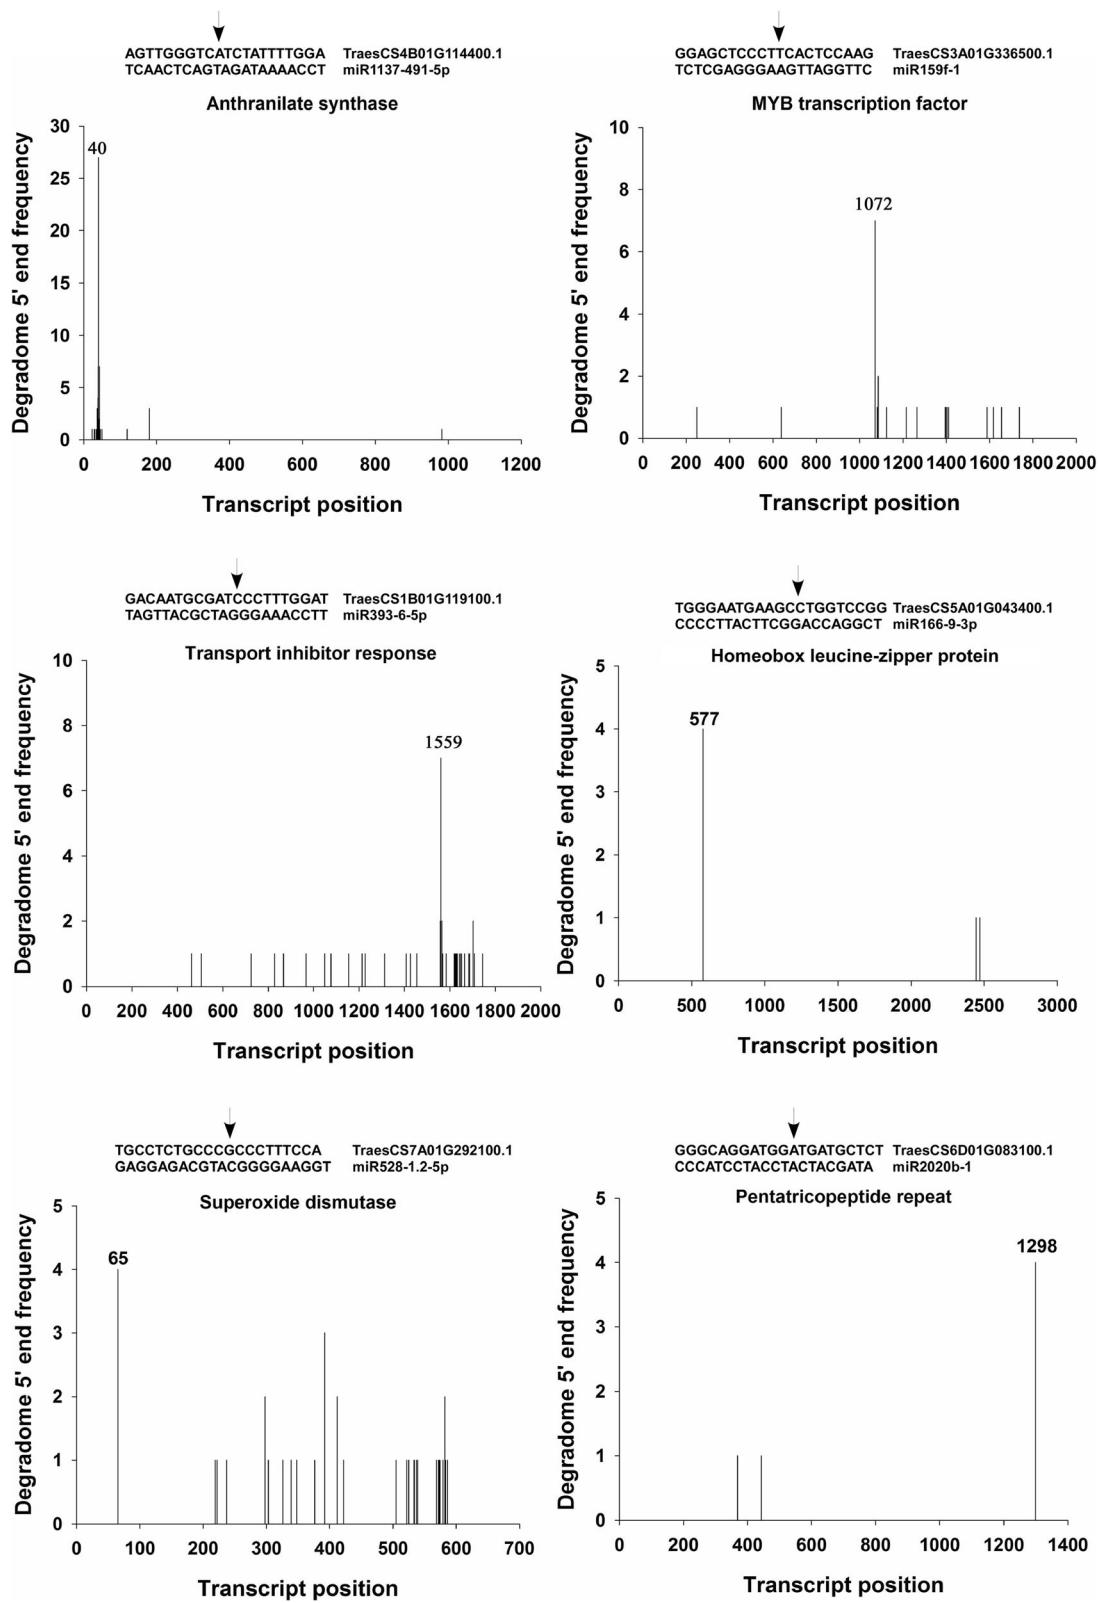 AGTTGGGTCATCTATTTTGGA TraesCS4B01G114400.1
TCAACTCAGTAGATAAAACCT miR1137-491-5p
Anthranilate synthase
30
25
20
15
10
5
0
40
Degradome 5' end frequency
0 200 400 600 800 1000 1200
Transcript position
GGAGCTCCCTTCACTCCAAG TraesCS3A01G336500.1
TCTCGAGGGAAGTTAGGTTC miR159f-1
MYB transcription factor
10
8
6
4
2
0
1072
Degradome 5' end frequency
0 200 400 600 800 1000 1200 1400 1600 1800 2000
Transcript position
GACAATGCGATCCCTTTGGAT TraesCS1B01G119100.1
TAGTTACGCTAGGGAAACCTT miR393-6-5p
Transport inhibitor response
10
8
6
4
2
0
1559
Degradome 5' end frequency
0 200 400 600 800 1000 1200 1400 1600 1800 2000
Transcript position
TGGGAATGAAGCCTGGTCCGG TraesCS5A01G043400.1
CCCCTTACTTCGGACCAGGCT miR166-9-3p
Homeobox leucine-zipper protein
5
4
3
2
1
0
577
Degradome 5' end frequency
0 500 1000 1500 2000 2500 3000
Transcript position
TGCCTCTGCCCGCCCTTTCCA TraesCS7A01G292100.1
GAGGAGACGTACGGGGAAGGT miR528-1.2-5p
Superoxide dismutase
5
4
3
2
1
0
65
Degradome 5' end frequency
0 100 200 300 400 500 600 700
Transcript position
GGGCAGGATGGATGATGCTCT TraesCS6D01G083100.1
CCCATCCTACCTACTACGATA miR2020b-1
Pentatricopeptide repeat
5
4
3
2
1
0
1298
Degradome 5' end frequency
0 200 400 600 800 1000 1200 1400
Transcript position